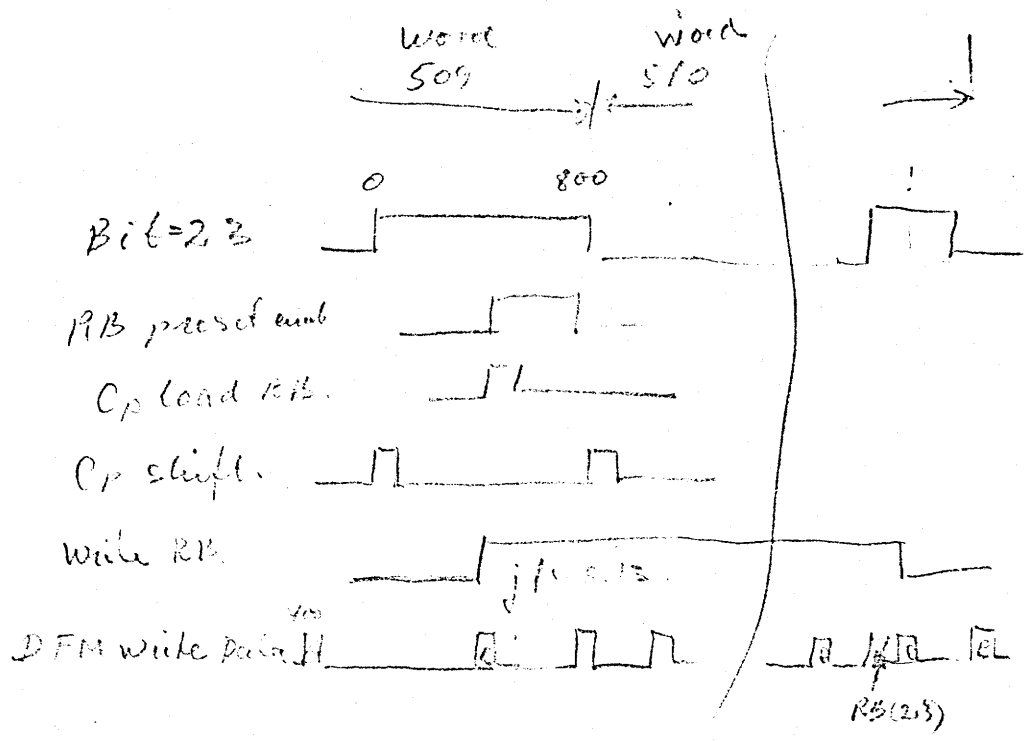 Word word
509 510
0 800
Bit=23
RB preset enab
Cp load RB.
Cp shift.
Write RB
400
DFM write Data
RB(23)